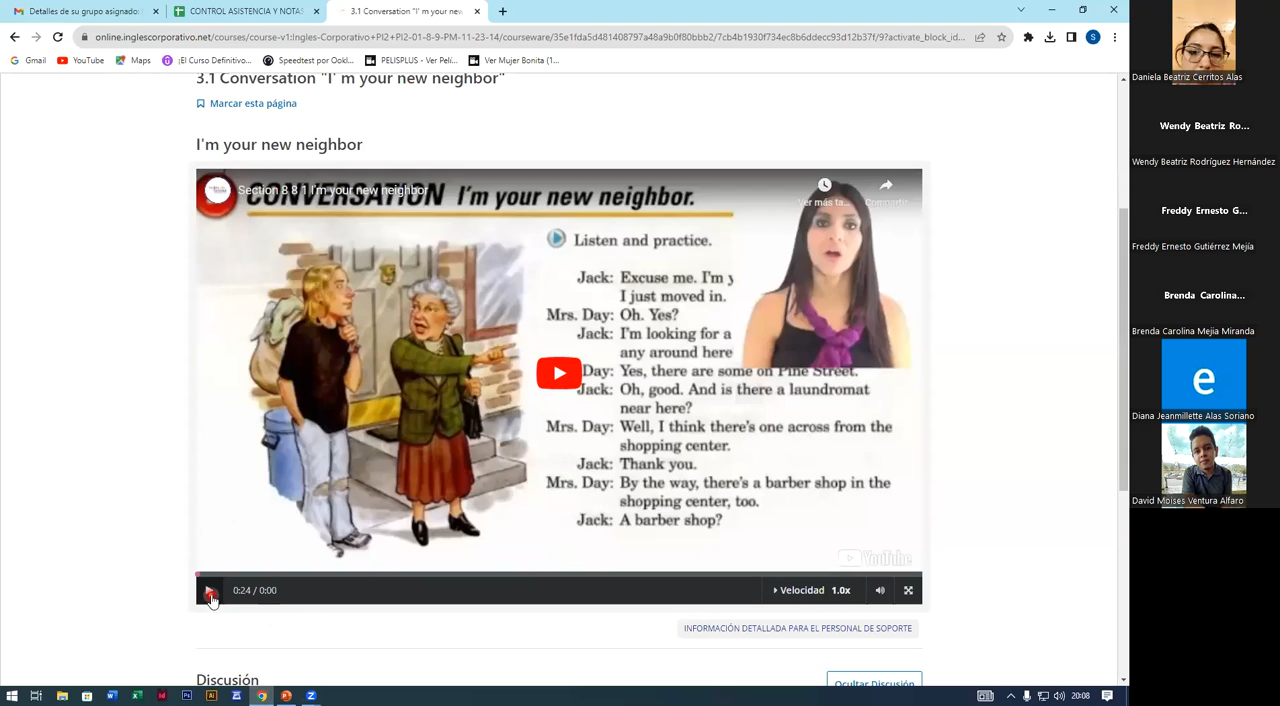 Detalles de su grupo asignado
CONTROL ASISTENCIA Y NOTAS
3.1 Conversation "I' m your new
online.inglescorporativo.net/courses/course-v1:Ingles-Corporativo+PI2+PI2-01-8-9-PM-11-23-14/courseware/35e1fda5d481408797a48a9b0f80bbb2/7cb4b1930f734ec8b6ddecc93d12b37f/9?activate_block_id...
Gmail
YouTube
Maps
¡El Curso Definitivo...
Speedtest por Ookl...
PELISPLUS - Ver Pelí...
Ver Mujer Bonita (1...
3.1 Conversation "I' m your new neighbor"
Marcar esta página
I'm your new neighbor
Section 8 8 1 I'm your new neighbor
CONVERSATION I'm your new neighbor.
Ver más ta...
Compartir
Listen and practice.
Jack: Excuse me. I'm y
I just moved in.
Mrs. Day: Oh. Yes?
Jack: I'm looking for a
any around here
Day: Yes, there are some on Pine Street.
Jack: Oh, good. And is there a laundromat
near here?
Mrs. Day: Well, I think there's one across from the
shopping center.
Jack: Thank you.
Mrs. Day: By the way, there's a barber shop in the
shopping center, too.
Jack: A barber shop?
YouTube
0:24 / 0:00
Velocidad 1.0x
INFORMACIÓN DETALLADA PARA EL PERSONAL DE SOPORTE
Discusión
Ocultar Discusión
20:08
Daniela Beatriz Cerritos Alas
Wendy Beatriz Ro...
Wendy Beatriz Rodríguez Hernández
Freddy Ernesto G...
Freddy Ernesto Gutiérrez Mejía
Brenda Carolina...
Brenda Carolina Mejia Miranda
e
Diana Jeanmillette Alas Soriano
David Moises Ventura Alfaro